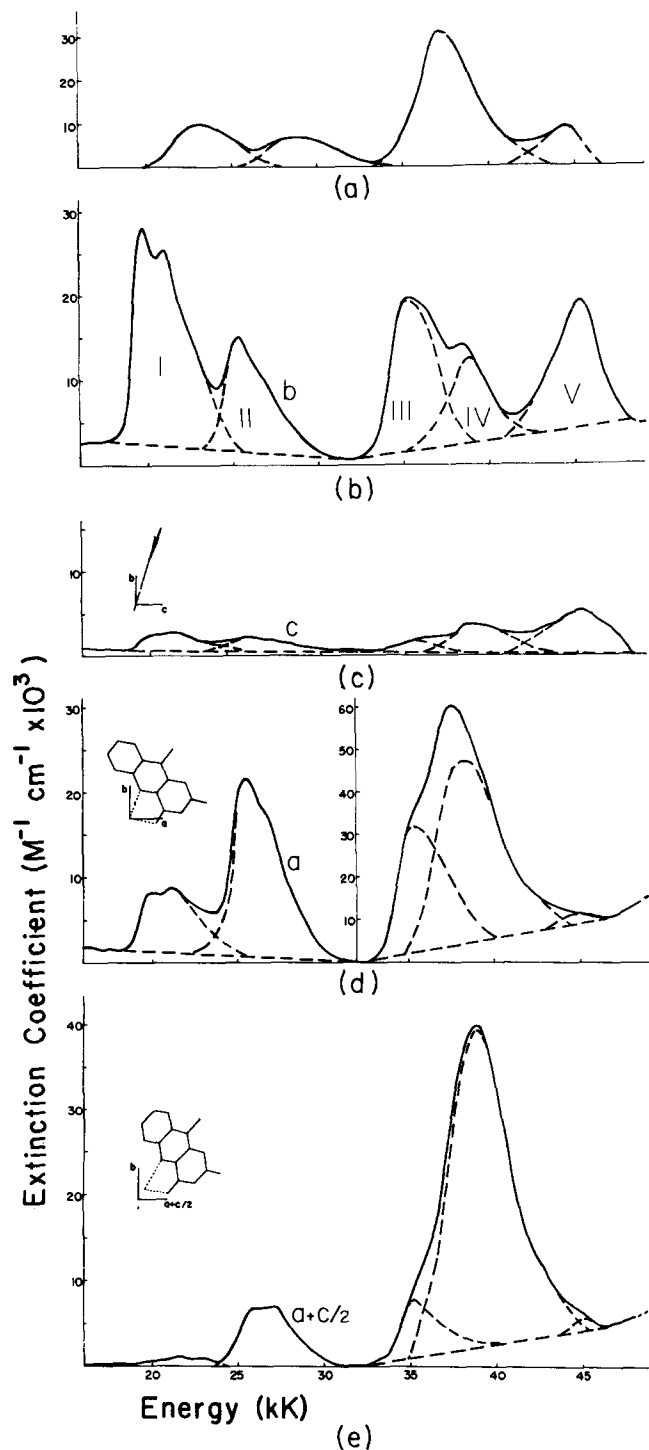 30
20
10
(a)
30
20
10
I
II
b
III
IV
V
(b)
10
b
c
c
(c)
30
20
10
b
a
a
60
50
40
30
20
10
(d)
40
30
20
10
b
a+c/2
a+c/2
20
25
30
35
40
45
Energy (kK)
(e)
Extinction Coefficient (M⁻¹ cm⁻¹ x10³)